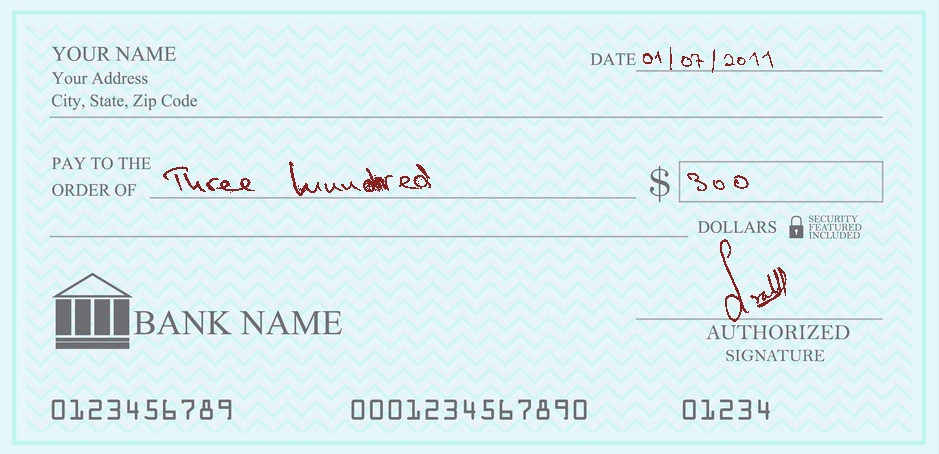 YOUR NAME
Your Address
City, State, Zip Code
DATE 01/07/2011
PAY TO THE
ORDER OF Three hundred
$ 300
DOLLARS
SECURITY
FEATURED
INCLUDED
BANK NAME
AUTHORIZED
SIGNATURE
0123456789 0001234567890 01234